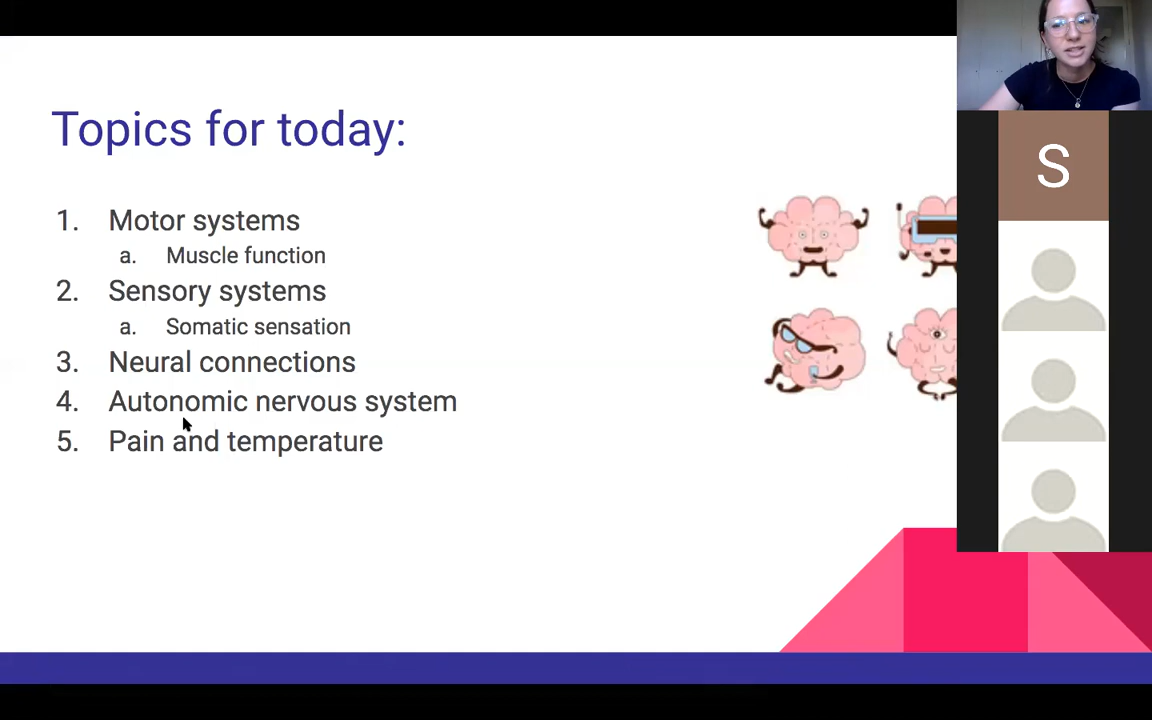 Topics for today:
1. Motor systems
a. Muscle function
2. Sensory systems
a. Somatic sensation
3. Neural connections
4. Autonomic nervous system
5. Pain and temperature
S